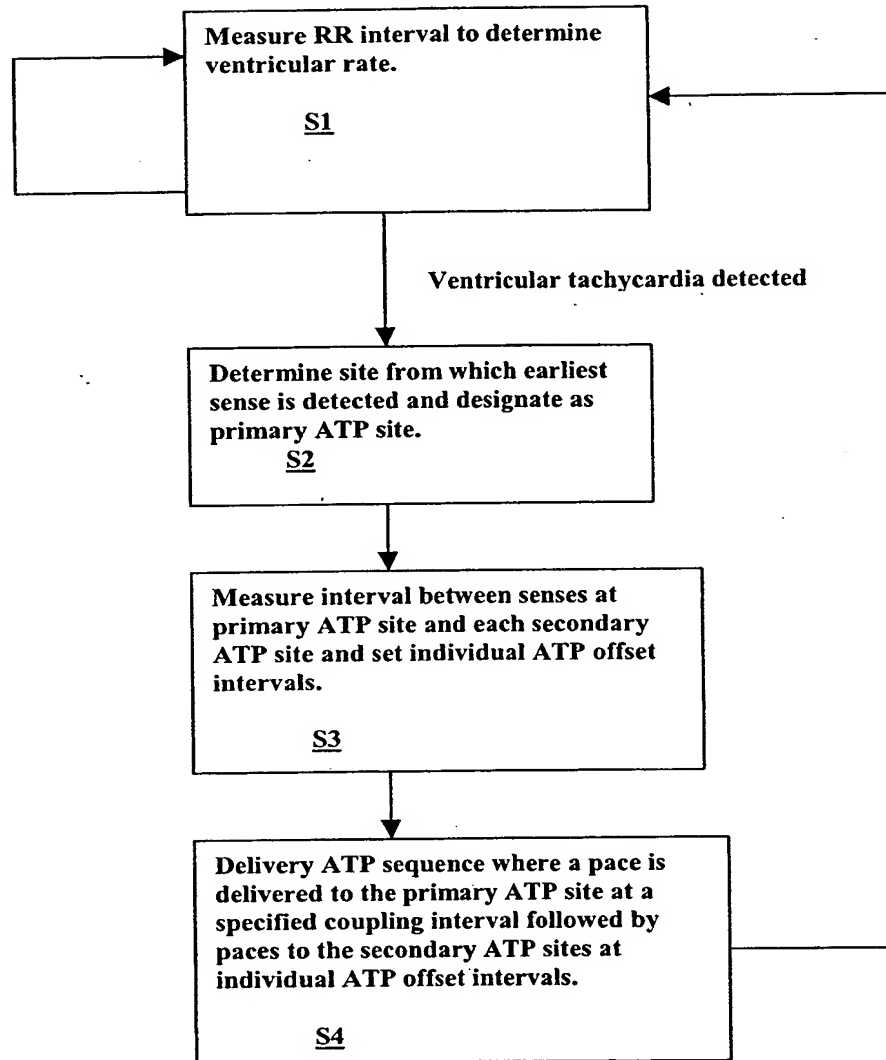 Measure RR interval to determine
ventricular rate.
S1
Ventricular tachycardia detected
Determine site from which earliest
sense is detected and designate as
primary ATP site.
S2
Measure interval between senses at
primary ATP site and each secondary
ATP site and set individual ATP offset
intervals.
S3
Delivery ATP sequence where a pace is
delivered to the primary ATP site at a
specified coupling interval followed by
paces to the secondary ATP sites at
individual ATP offset intervals.
S4